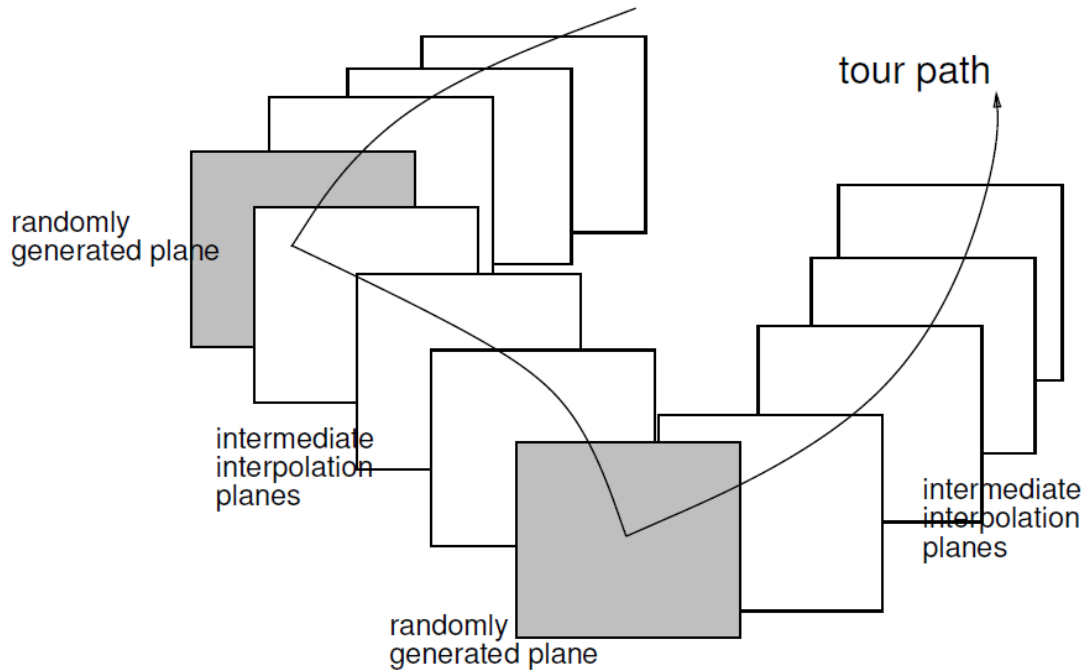 tour path
randomly
generated plane
intermediate
interpolation
planes
intermediate
interpolation
planes
randomly
generated plane